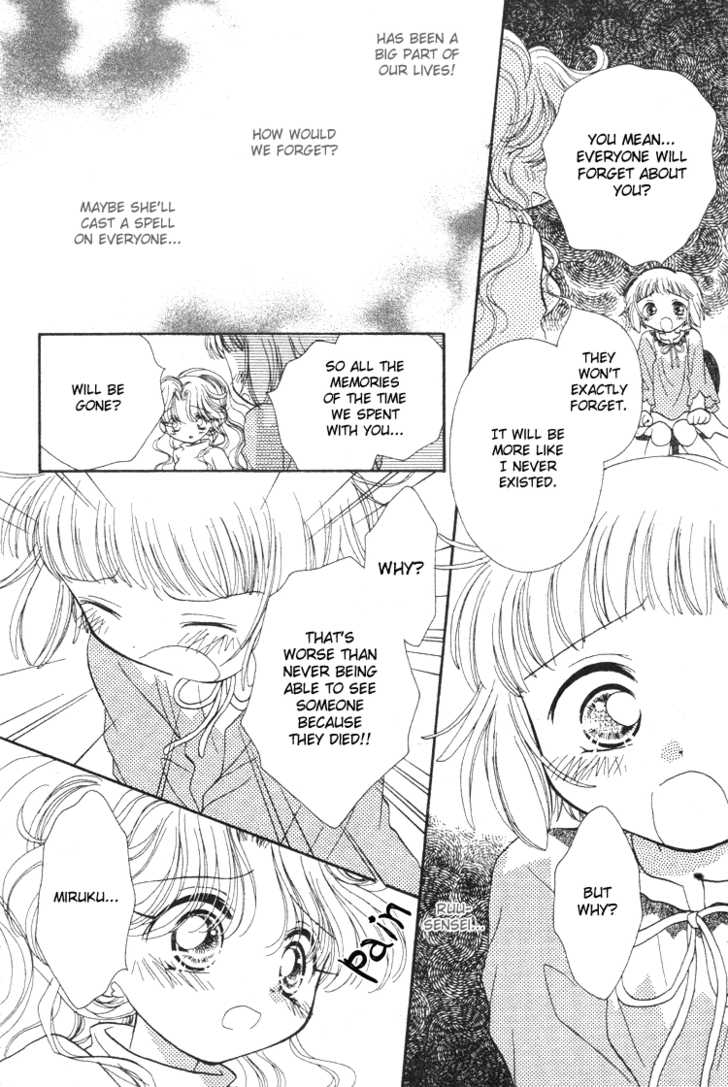 YOU MEAN...
EVERYONE WILL
FORGET ABOUT
YOU?
THEY
WON'T
EXACTLY
FORGET.
IT WILL BE
MORE LIKE
I NEVER
EXISTED.
BUT
WHY?
RUU-
SENSEI...
HAS BEEN A
BIG PART OF
OUR LIVES!
HOW WOULD
WE FORGET?
MAYBE SHE'LL
CAST A SPELL
ON EVERYONE...
SO ALL THE
MEMORIES
OF THE TIME
WE SPENT
WITH YOU...
WILL BE
GONE?
WHY?
THAT'S
WORSE THAN
NEVER BEING
ABLE TO SEE
SOMEONE
BECAUSE
THEY DIED!!
Pain
MIRUKU...